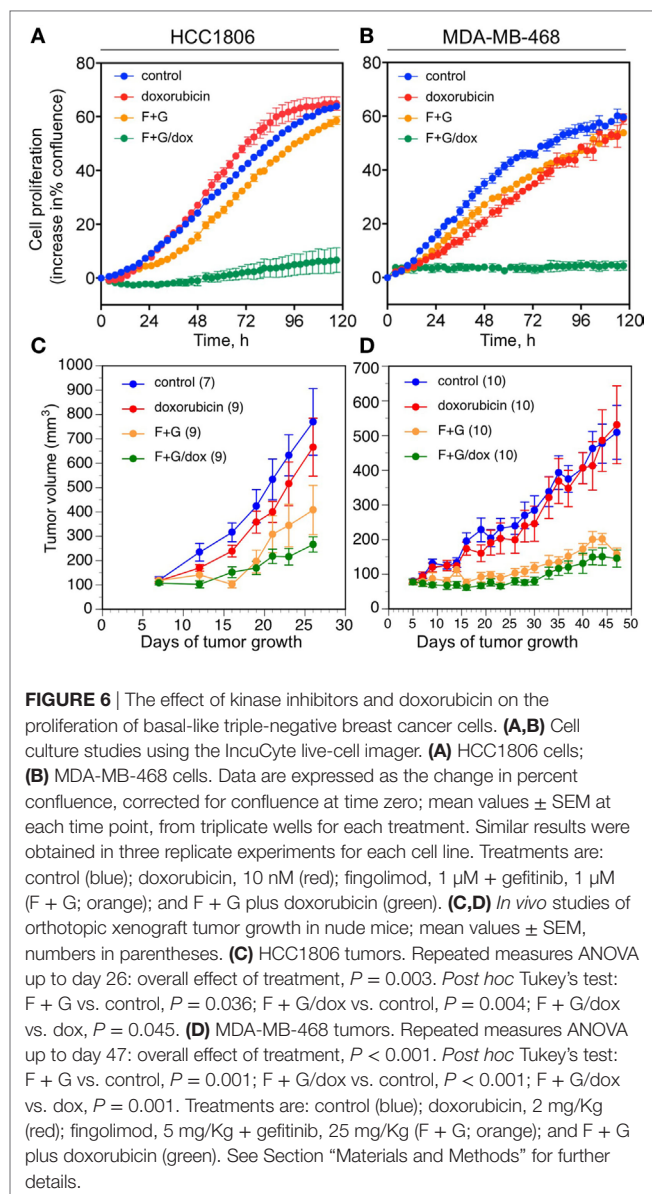 A
HCC1806
B
MDA-MB-468
control
doxorubicin
F+G
F+G/dox
80
60
40
20
0
0 24 48 72 96 120
Time, h
Cell proliferation
(increase in% confluence)
control
doxorubicin
F+G
F+G/dox
80
60
40
20
0
0 24 48 72 96 120
Time, h
C
D
control (7)
doxorubicin (9)
F+G (9)
F+G/dox (9)
1000
900
800
700
600
500
400
300
200
100
0
0 5 10 15 20 25 30
Days of tumor growth
Tumor volume (mm³)
control (10)
doxorubicin (10)
F+G (10)
F+G/dox (10)
700
600
500
400
300
200
100
0
0 5 10 15 20 25 30 35 40 45 50
Days of tumor growth
FIGURE 6 | The effect of kinase inhibitors and doxorubicin on the
proliferation of basal-like triple-negative breast cancer cells. (A,B) Cell
culture studies using the IncuCyte live-cell imager. (A) HCC1806 cells;
(B) MDA-MB-468 cells. Data are expressed as the change in percent
confluence, corrected for confluence at time zero; mean values ± SEM at
each time point, from triplicate wells for each treatment. Similar results were
obtained in three replicate experiments for each cell line. Treatments are:
control (blue); doxorubicin, 10 nM (red); fingolimod, 1 µM + gefitinib, 1 µM
(F + G; orange); and F + G plus doxorubicin (green). (C,D) In vivo studies of
orthotopic xenograft tumor growth in nude mice; mean values ± SEM,
numbers in parentheses. (C) HCC1806 tumors. Repeated measures ANOVA
up to day 26: overall effect of treatment, P = 0.003. Post hoc Tukey's test:
F + G vs. control, P = 0.036; F + G/dox vs. control, P = 0.004; F + G/dox
vs. dox, P = 0.045. (D) MDA-MB-468 tumors. Repeated measures ANOVA
up to day 47: overall effect of treatment, P < 0.001. Post hoc Tukey's test:
F + G vs. control, P = 0.001; F + G/dox vs. control, P < 0.001; F + G/dox
vs. dox, P = 0.001. Treatments are: control (blue); doxorubicin, 2 mg/Kg
(red); fingolimod, 5 mg/Kg + gefitinib, 25 mg/Kg (F + G; orange); and F + G
plus doxorubicin (green). See Section "Materials and Methods" for further
details.